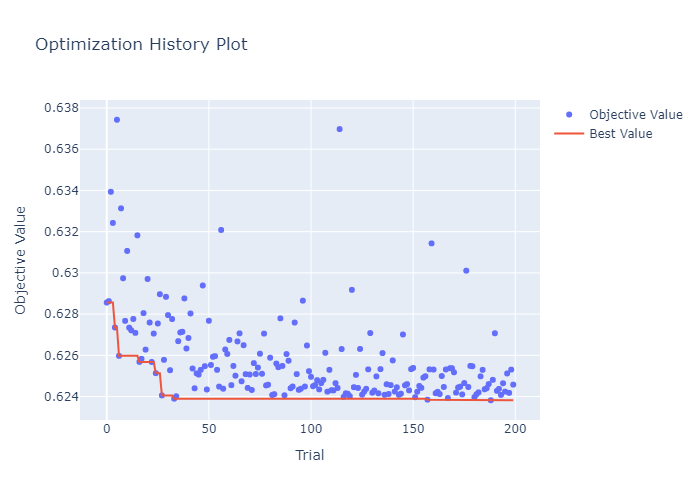 Optimization History Plot
0.638
0.636
0.634
0.632
0.63
0.628
0.626
0.624
Objective Value
0
50
100
150
200
Trial
Objective Value
Best Value